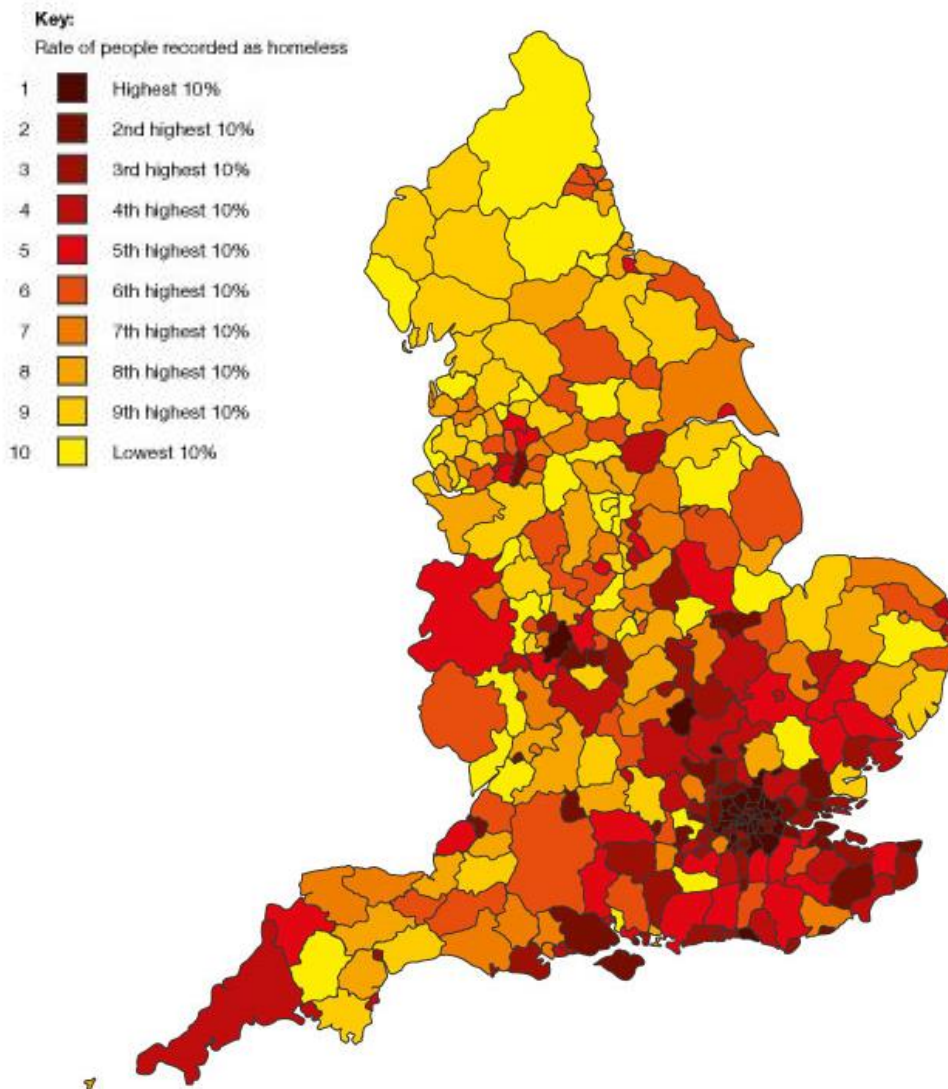 Key:
Rate of people recorded as homeless
1 Highest 10%
2 2nd highest 10%
3 3rd highest 10%
4 4th highest 10%
5 5th highest 10%
6 6th highest 10%
7 7th highest 10%
8 8th highest 10%
9 9th highest 10%
10 Lowest 10%